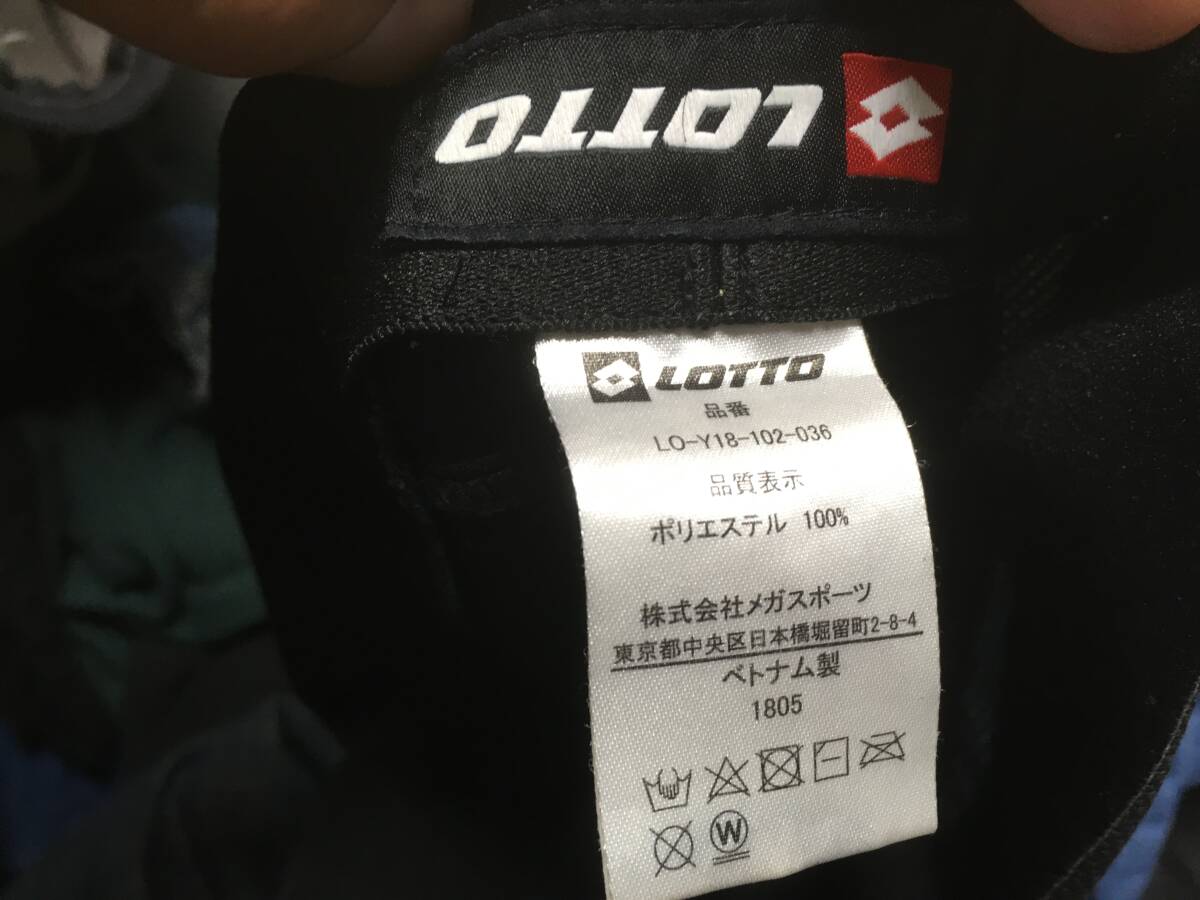 LOTTO
LOTTO
品番
LO-Y18-102-036
品質表示
ポリエステル 100%
株式会社メガスポーツ
東京都中央区日本橋堀留町2-8-4
ベトナム製
1805
W